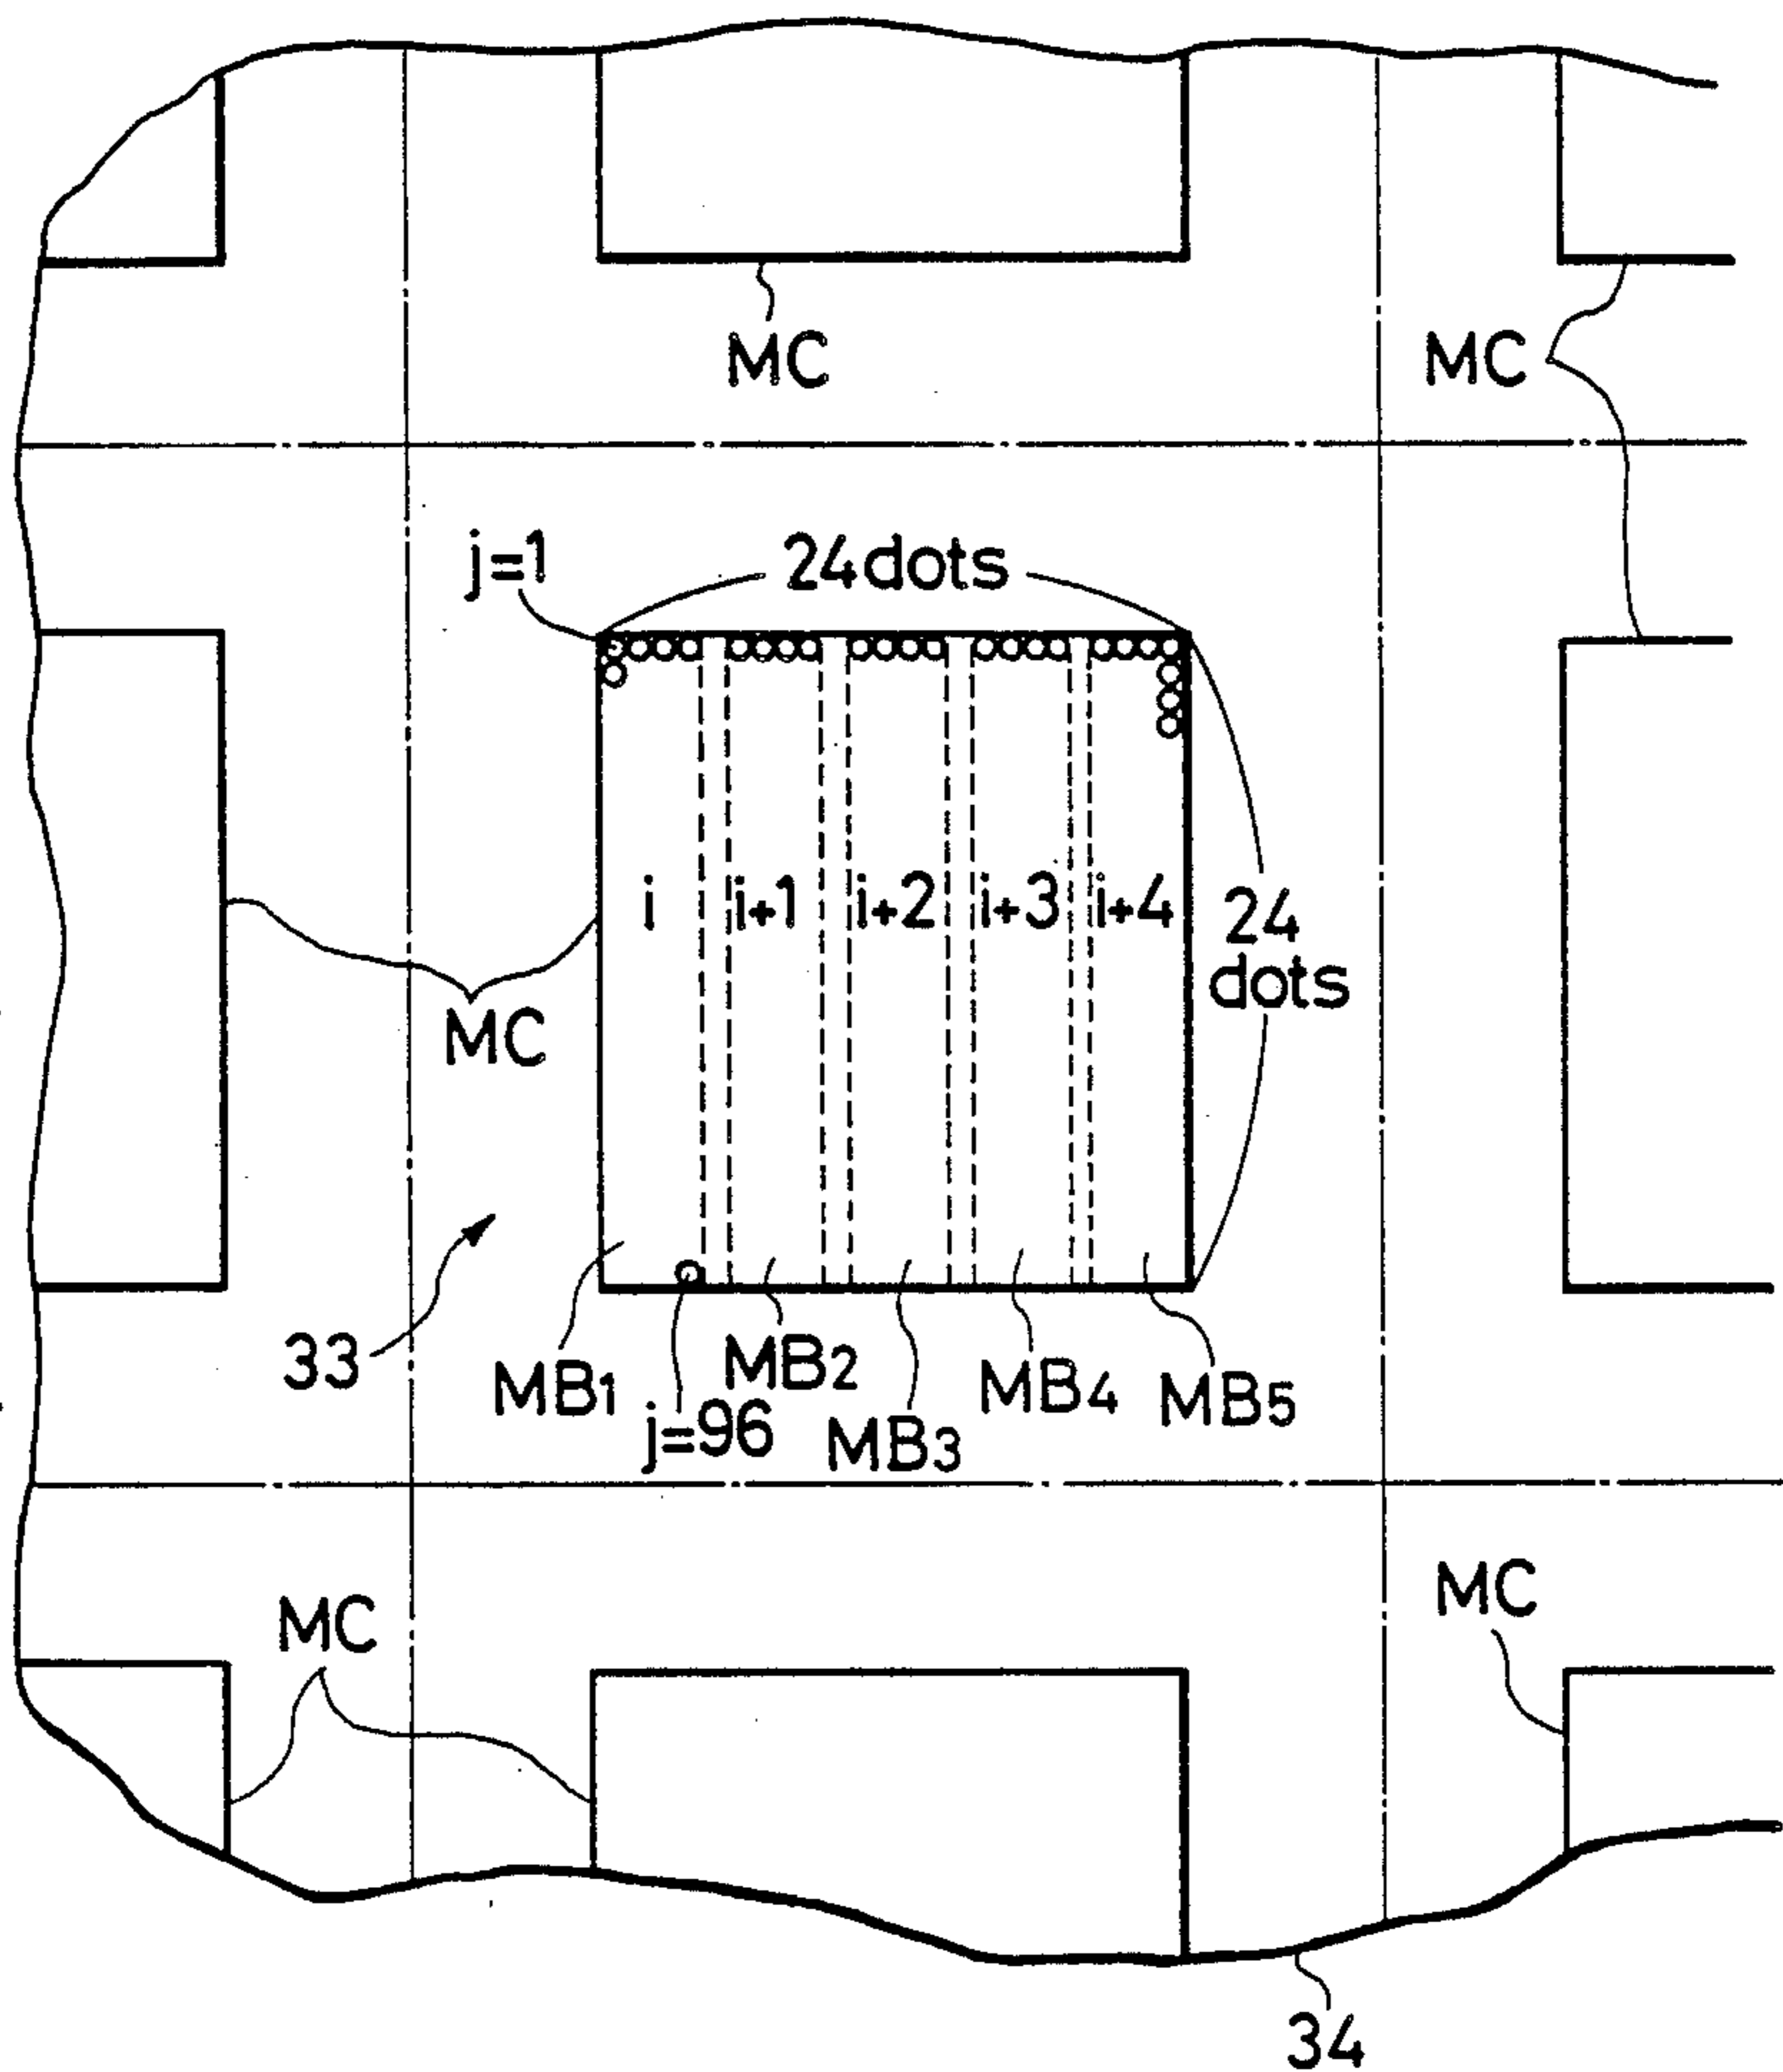 MC
MC
j=1
24dots
i
i+1
i+2
i+3
i+4
24
dots
MC
33
MB1
MB2
MB3
MB4
MB5
j=96
MC
MC
34